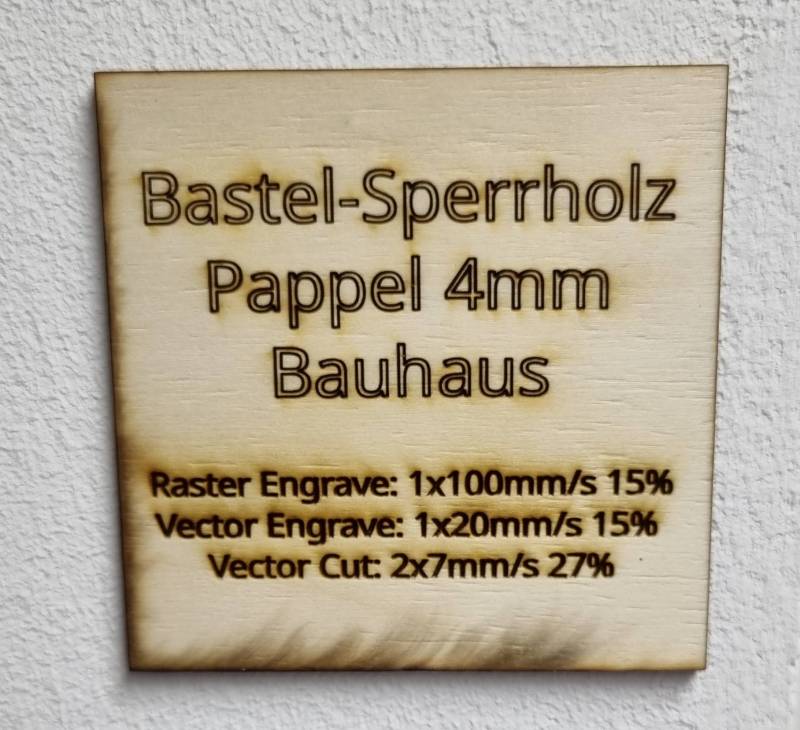 Bastel-Sperrholz
Pappel 4mm
Bauhaus
Raster Engrave: 1x100mm/s 15%
Vector Engrave: 1x20mm/s 15%
Vector Cut: 2x7mm/s 27%